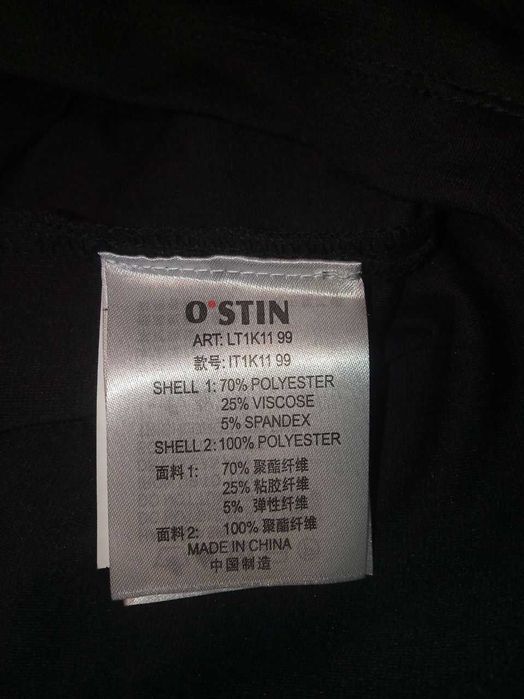 O'STIN
ART: LT1K11 99
款号: IT1K11 99
SHELL 1: 70% POLYESTER
25% VISCOSE
5% SPANDEX
SHELL 2: 100% POLYESTER
面料1: 70% 聚酯纤维
25% 粘胶纤维
5% 弹性纤维
面料2: 100% 聚酯纤维
MADE IN CHINA
中国制造